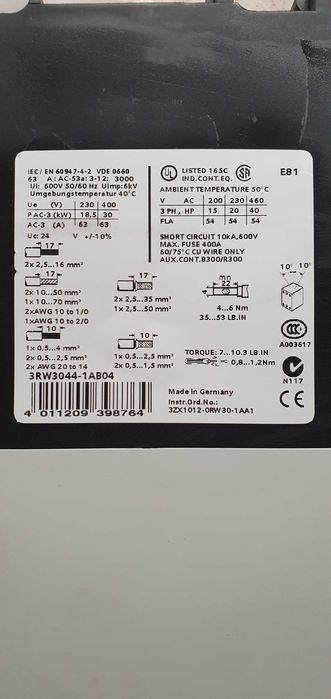 IEC/ EN 60947-4-2 VDE 0660
63 A : AC-53a: 3-12: 3000
Ui: 600V 50/60 Hz Uimp:6kV
Umgebungstemperatur 40°C
Ue (V) 230 400
P AC-3 (kW) 18,5 30
AC-3 (A) 63 63
Uc: 24 V +/-10%
UL LISTED 165C
IND.CONT.EQ.
SA
E81
AMBIENT TEMPERATURE 50°C
V AC 200 230 460
3 PH, HP 15 20 40
FLA 54 54 54
SHORT CIRCUIT 10kA,600V
MAX. FUSE 400A
60/75°C CU WIRE ONLY
AUX.CONT.B300/R300
17
2x 2,5...16 mm²
17
2x 10...50 mm²
1x 10...70 mm²
2xAWG 10 to 1/0
1xAWG 10 to 2/0
17
2x 2,5...35 mm²
1x 2,5...50 mm²
min
22
4
4...6 Nm
35...53 LB.IN
10° 10°
CCC
A003617
10
1x 0,5...4 mm²
2x 0,5...2,5 mm²
2x AWG 20 to 14
10
1x 0,5...2,5 mm²
2x 0,5...1,5 mm²
TORQUE: 7...10.3 LB.IN
0,8...1,2Nm
N117
3RW3044-1AB04
4 011209 398764
Made in Germany
Instr.Ord.No.:
3ZX1012-0RW30-1AA1
CE